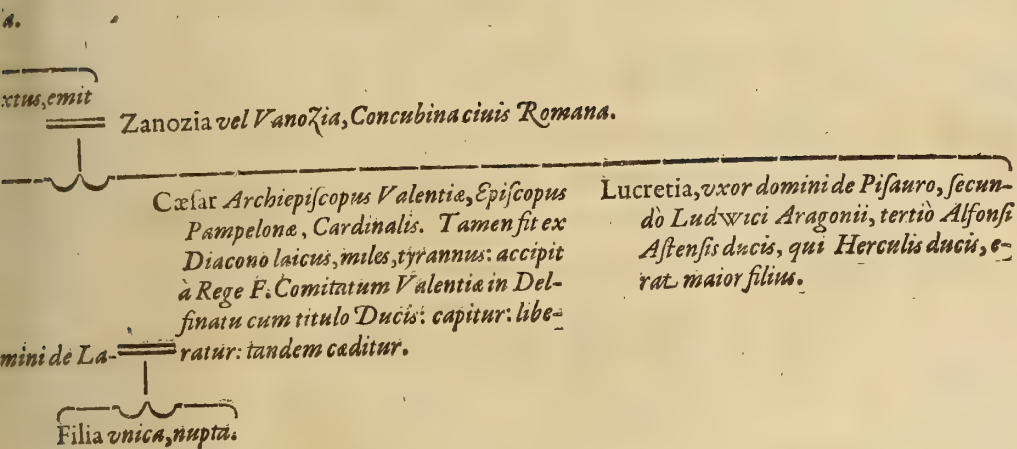 a.
xtus, emit
Zanozia vel Vanozia, Concubina ciuis Romana.
Cæſar Archiepiſcopus Valentiæ, Epiſcopus
Pampelonæ, Cardinalis. Tamen fit ex
Diacono laicus, miles, tyrannus: accipit
à Rege F. Comitatum Valentiæ in Del-
finatu cum titulo Ducis: capitur: libe-
ratur: tandem cæditur.
Lucretia, vxor domini de Piſauro, ſecun-
dò Ludwici Aragonii, tertiò Alfonſi
Aſtenſis ducis, qui Herculis ducis, e-
rat maior filius.
mini de La-
Filia vnica, nupta.